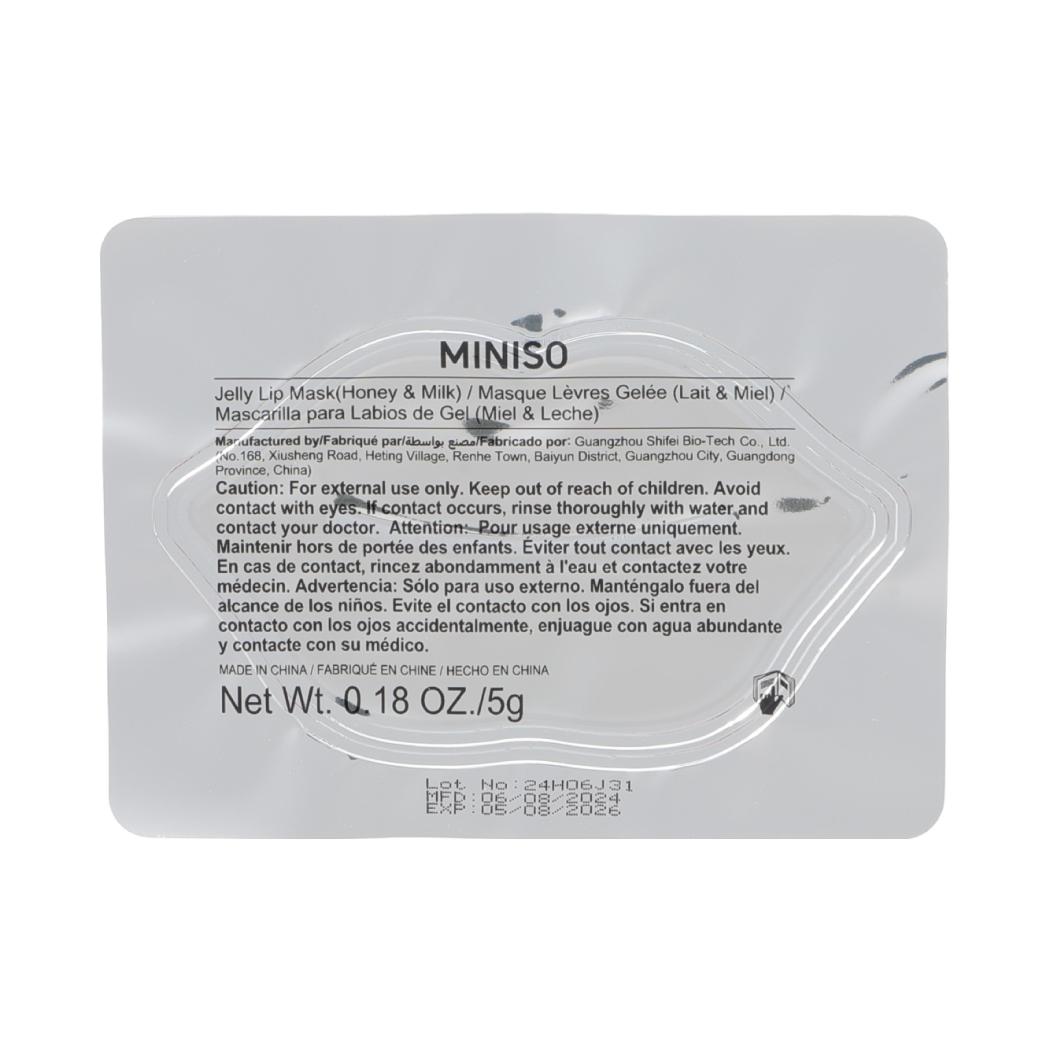 MINISO
Jelly Lip Mask(Honey & Milk) / Masque Lèvres Gelée (Lait & Miel) /
Mascarilla para Labios de Gel (Miel & Leche)
Manufactured by/Fabriqué par/مصنع بواسطة/Fabricado por: Guangzhou Shifei Bio-Tech Co., Ltd.
(No.168, Xiusheng Road, Heting Village, Renhe Town, Baiyun District, Guangzhou City, Guangdong
Province, China)
Caution: For external use only. Keep out of reach of children. Avoid
contact with eyes. If contact occurs, rinse thoroughly with water and
contact your doctor. Attention: Pour usage externe uniquement.
Maintenir hors de portée des enfants. Éviter tout contact avec les yeux.
En cas de contact, rincez abondamment à l'eau et contactez votre
médecin. Advertencia: Sólo para uso externo. Manténgalo fuera del
alcance de los niños. Evite el contacto con los ojos. Si entra en
contacto con los ojos accidentalmente, enjuague con agua abundante
y contacte con su médico.
MADE IN CHINA / FABRIQUÉ EN CHINE / HECHO EN CHINA
Net Wt. 0.18 OZ./5g
Lot No:24H06J31
MFD:06/08/2024
EXP:05/08/2026